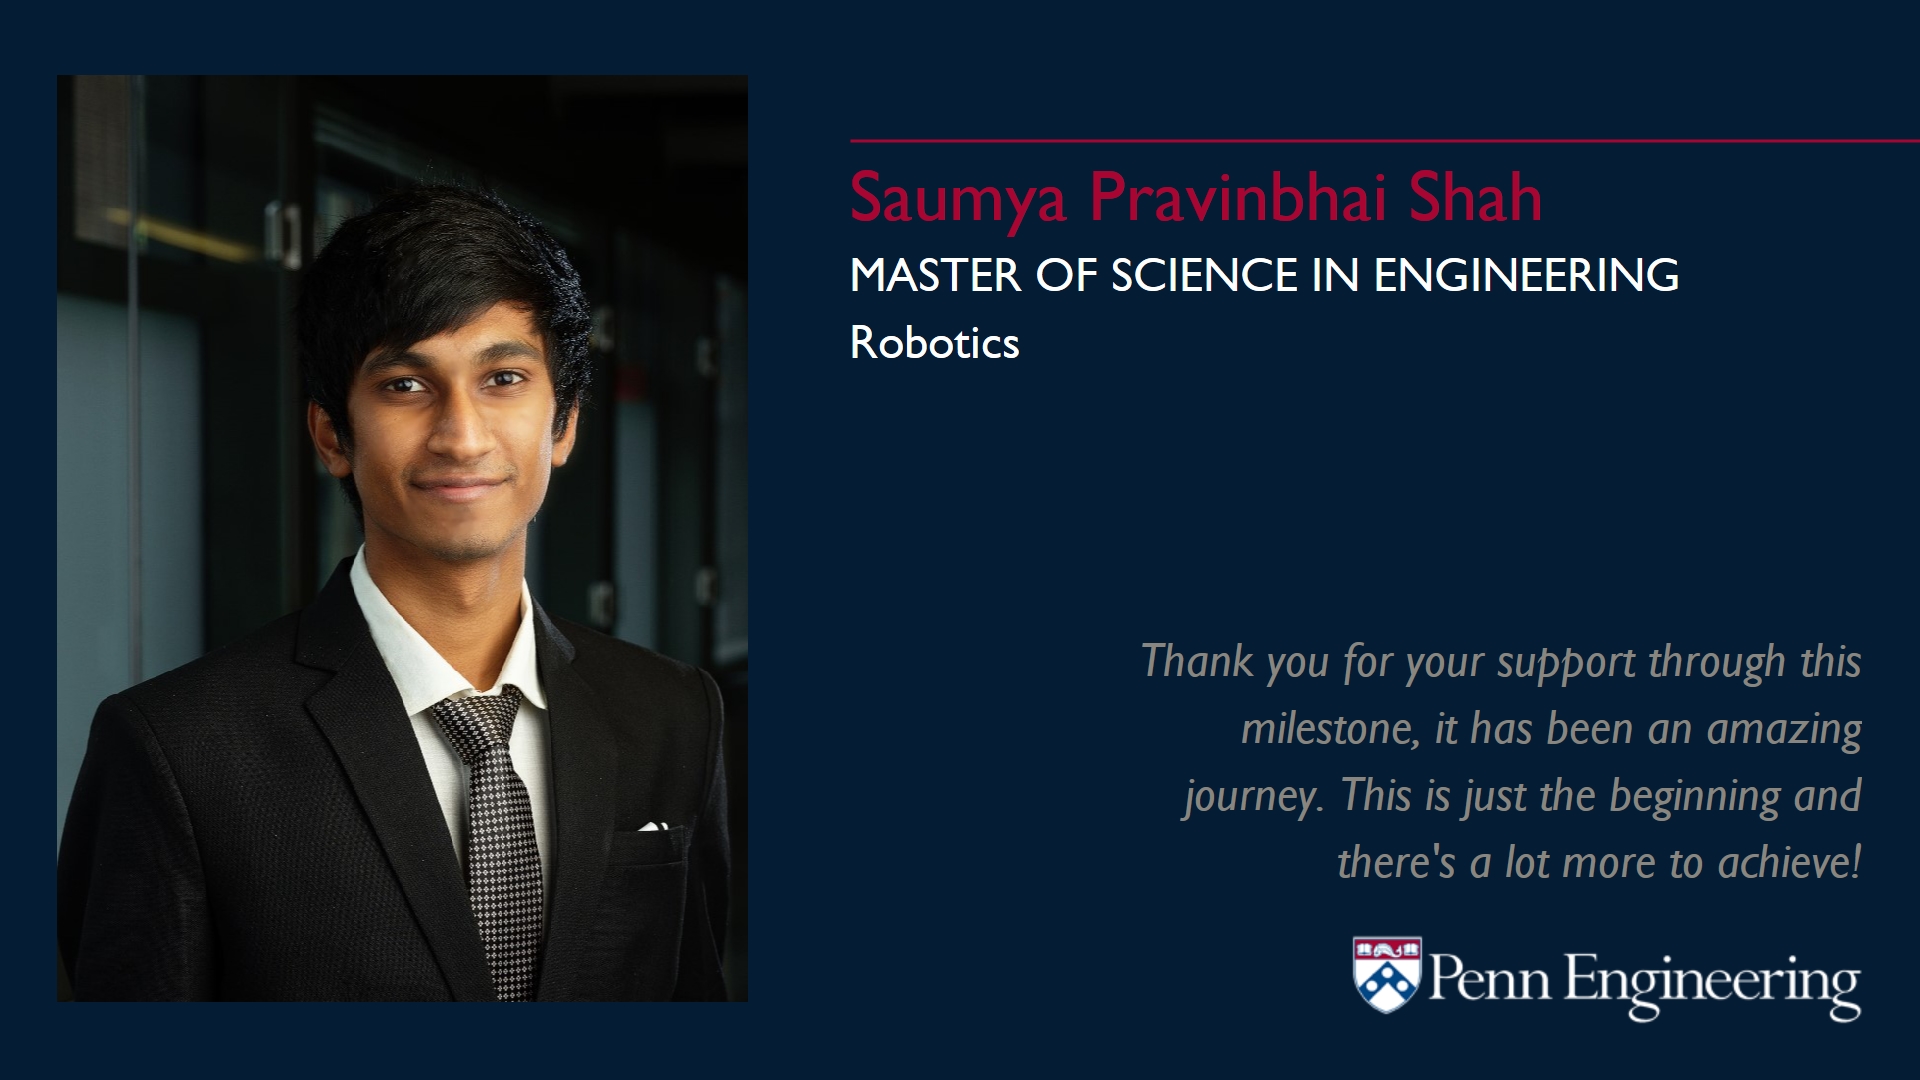 Saumya Pravinbhai Shah
MASTER OF SCIENCE IN ENGINEERING
Robotics
Thank you for your support through this
milestone, it has been an amazing
journey. This is just the beginning and
there's a lot more to achieve!
Penn Engineering